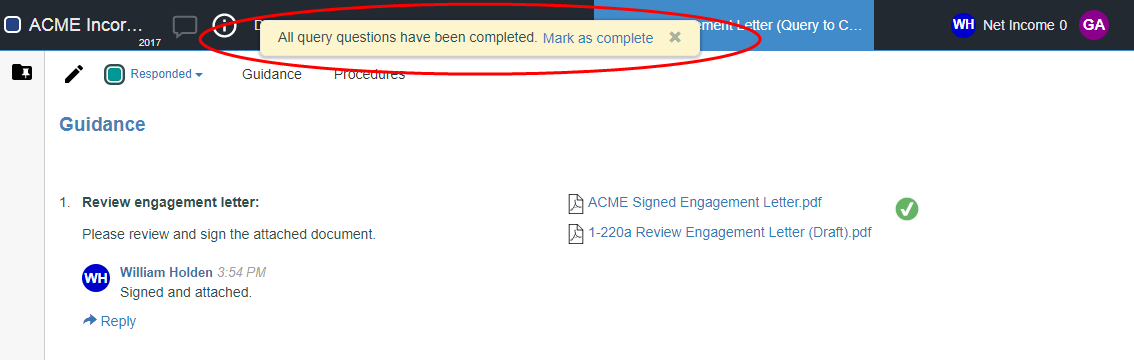 ACME Incor...
2017
All query questions have been completed. Mark as complete
ment Letter (Query to C...
WH Net Income 0 GA
Responded
Guidance
Procedures
Guidance
1. Review engagement letter:
Please review and sign the attached document.
ACME Signed Engagement Letter.pdf
1-220a Review Engagement Letter (Draft).pdf
WH William Holden 3:54 PM
Signed and attached.
Reply